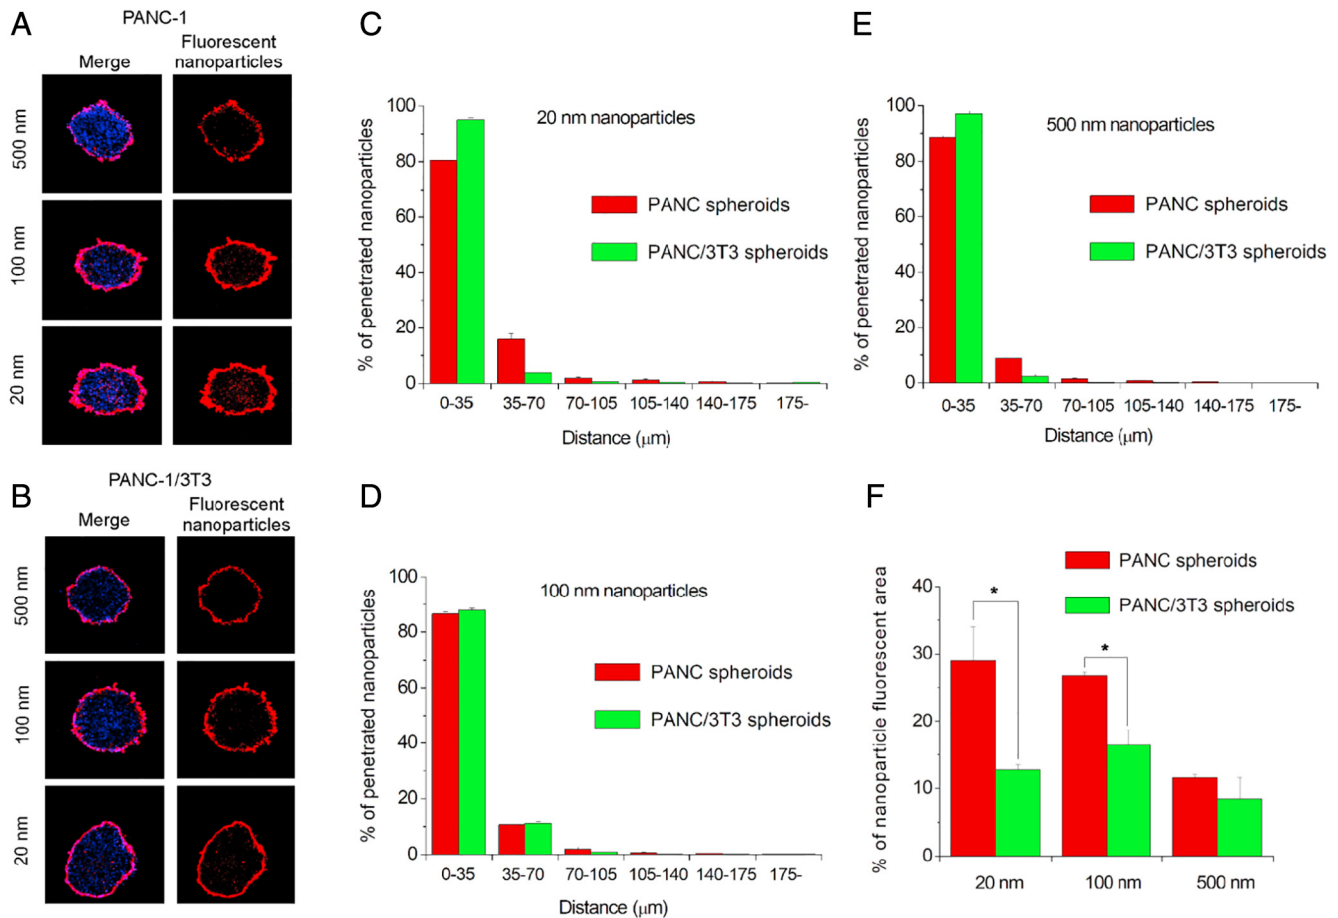 A
PANC-1
Merge
Fluorescent
nanoparticles
500 nm
100 nm
20 nm
B
PANC-1/3T3
Merge
Fluorescent
nanoparticles
500 nm
100 nm
20 nm
C
% of penetrated nanoparticles
100
80
60
40
20
0
20 nm nanoparticles
PANC spheroids
PANC/3T3 spheroids
0-35 35-70 70-105 105-140 140-175 175-
Distance (μm)
D
% of penetrated nanoparticles
100
80
60
40
20
0
100 nm nanoparticles
PANC spheroids
PANC/3T3 spheroids
0-35 35-70 70-105 105-140 140-175 175-
Distance (μm)
E
% of penetrated nanoparticles
100
80
60
40
20
0
500 nm nanoparticles
PANC spheroids
PANC/3T3 spheroids
0-35 35-70 70-105 105-140 140-175 175-
Distance (μm)
F
% of nanoparticle fluorescent area
40
30
20
10
0
PANC spheroids
PANC/3T3 spheroids
*
*
20 nm 100 nm 500 nm